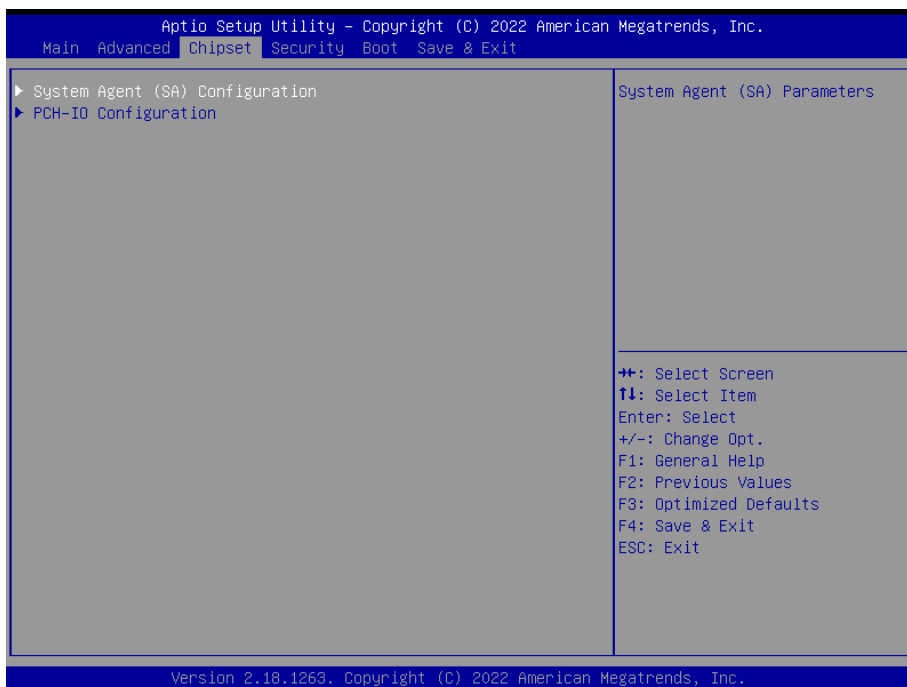 Aptio Setup Utility – Copyright (C) 2022 American Megatrends, Inc.
Main Advanced Chipset Security Boot Save & Exit
▶ System Agent (SA) Configuration
▶ PCH-IO Configuration
System Agent (SA) Parameters
→←: Select Screen
↑↓: Select Item
Enter: Select
+/-: Change Opt.
F1: General Help
F2: Previous Values
F3: Optimized Defaults
F4: Save & Exit
ESC: Exit
Version 2.18.1263. Copyright (C) 2022 American Megatrends, Inc.